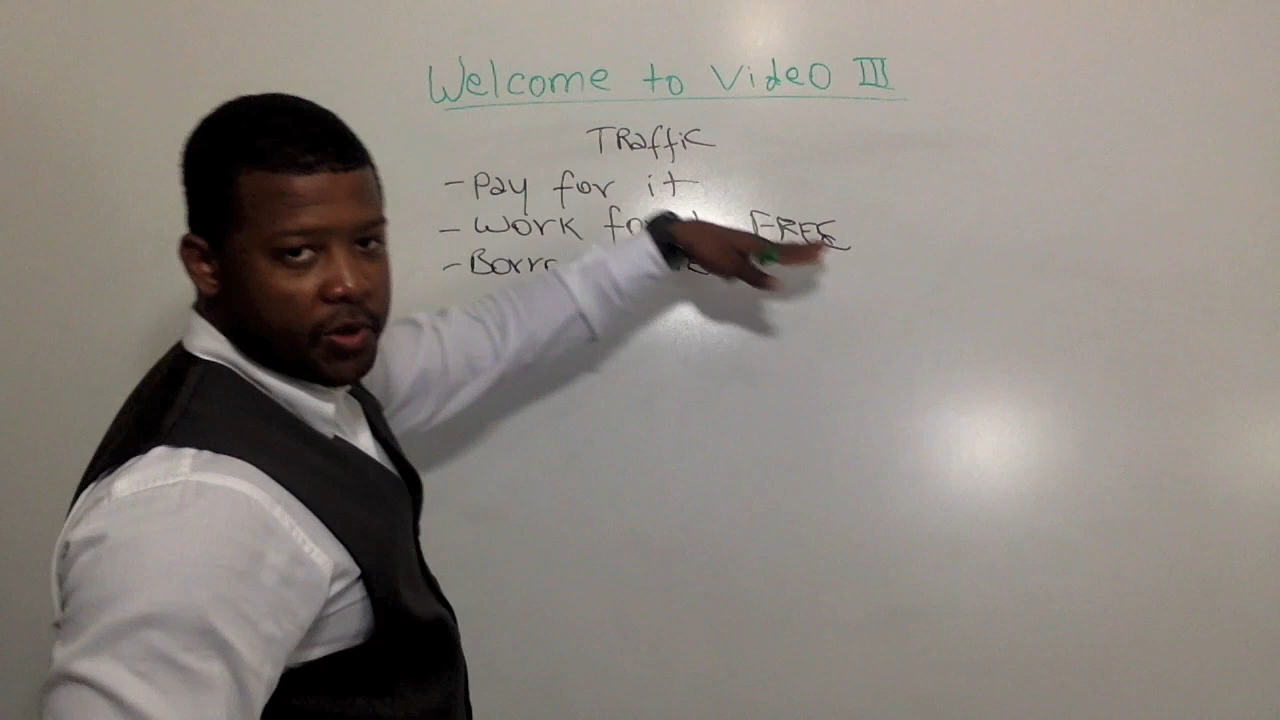 Welcome to Video III
TRaffic
- Pay for it
- Work for FREE
- Borr